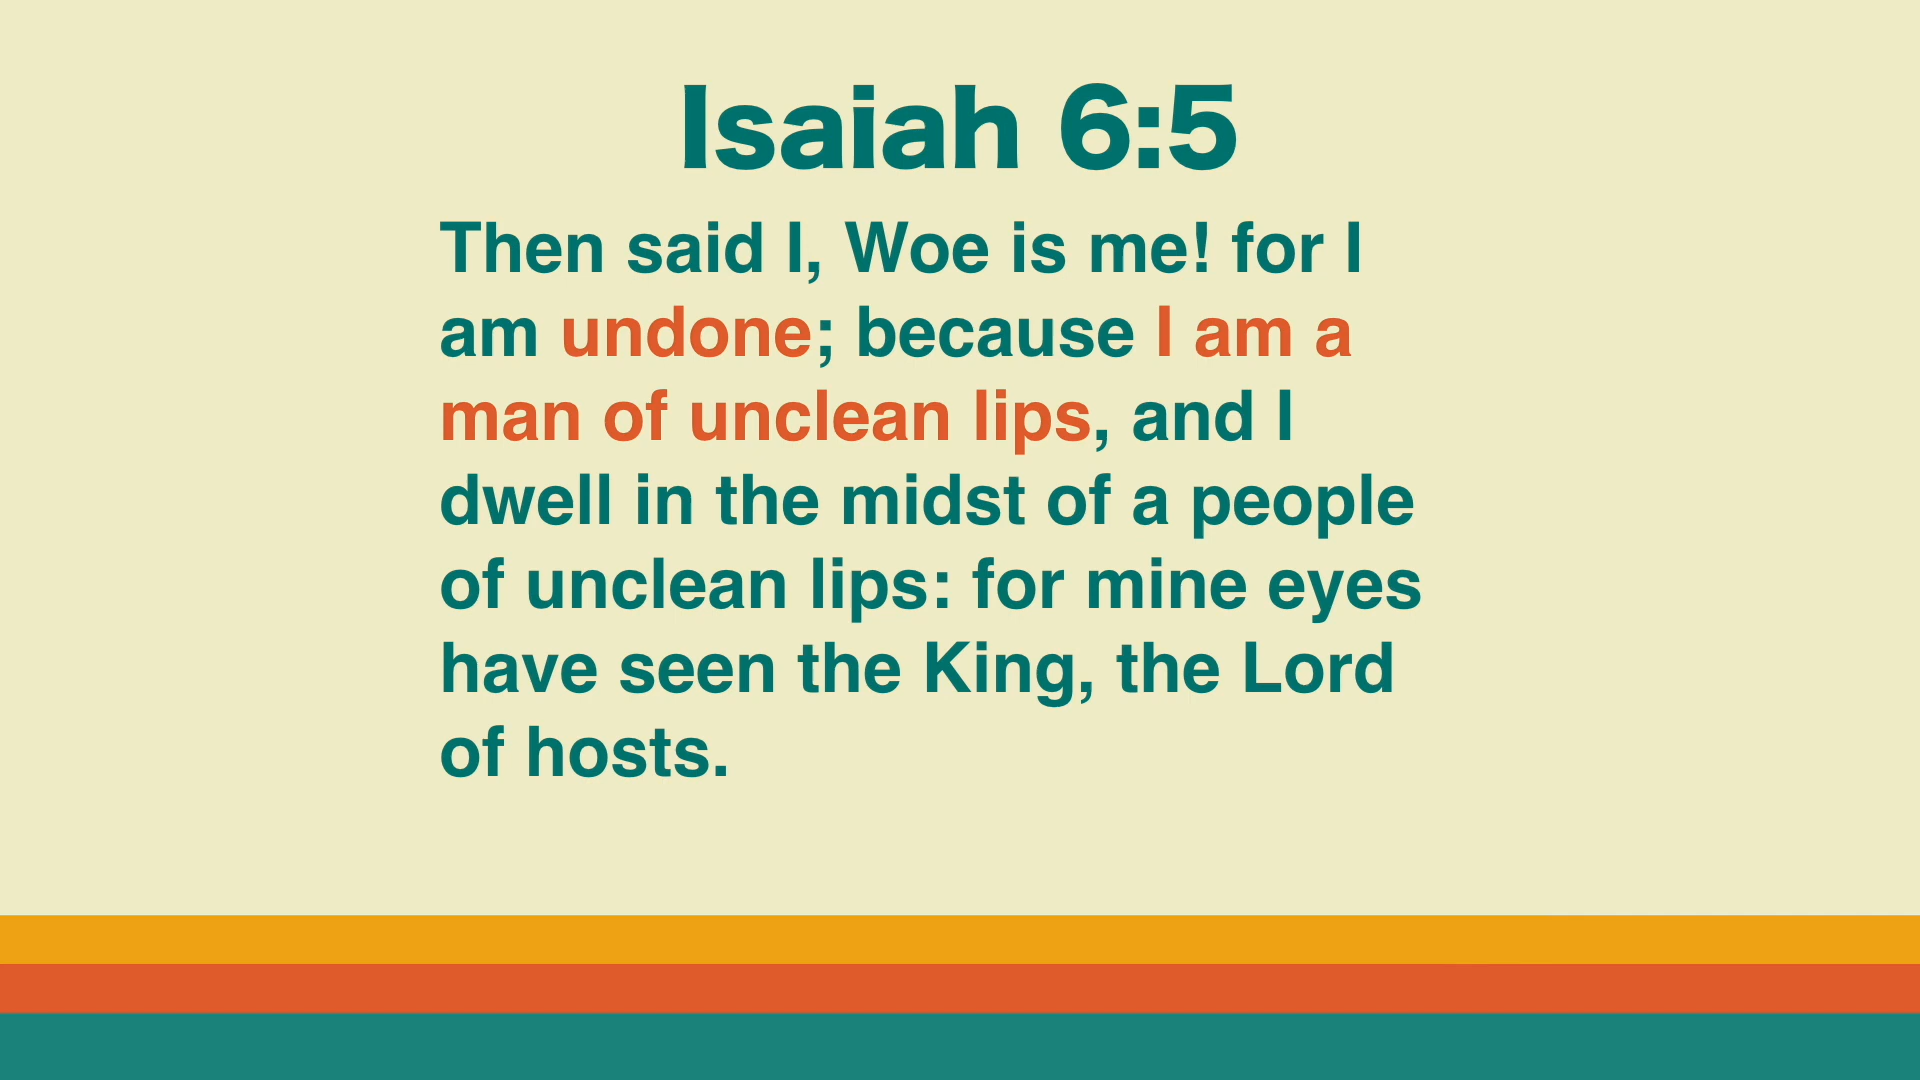 Isaiah 6:5
Then said I, Woe is me! for I
am undone; because I am a
man of unclean lips, and I
dwell in the midst of a people
of unclean lips: for mine eyes
have seen the King, the Lord
of hosts.